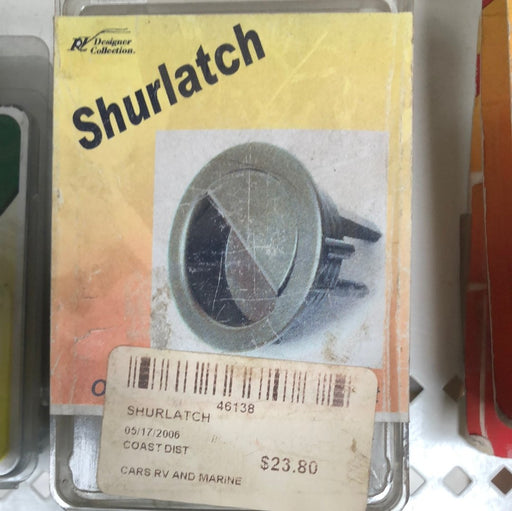 RV Designer
Collection.
Shurlatch
O
46138
SHURLATCH
05/17/2006
COAST DIST
$23.80
CARS RV AND MARINE